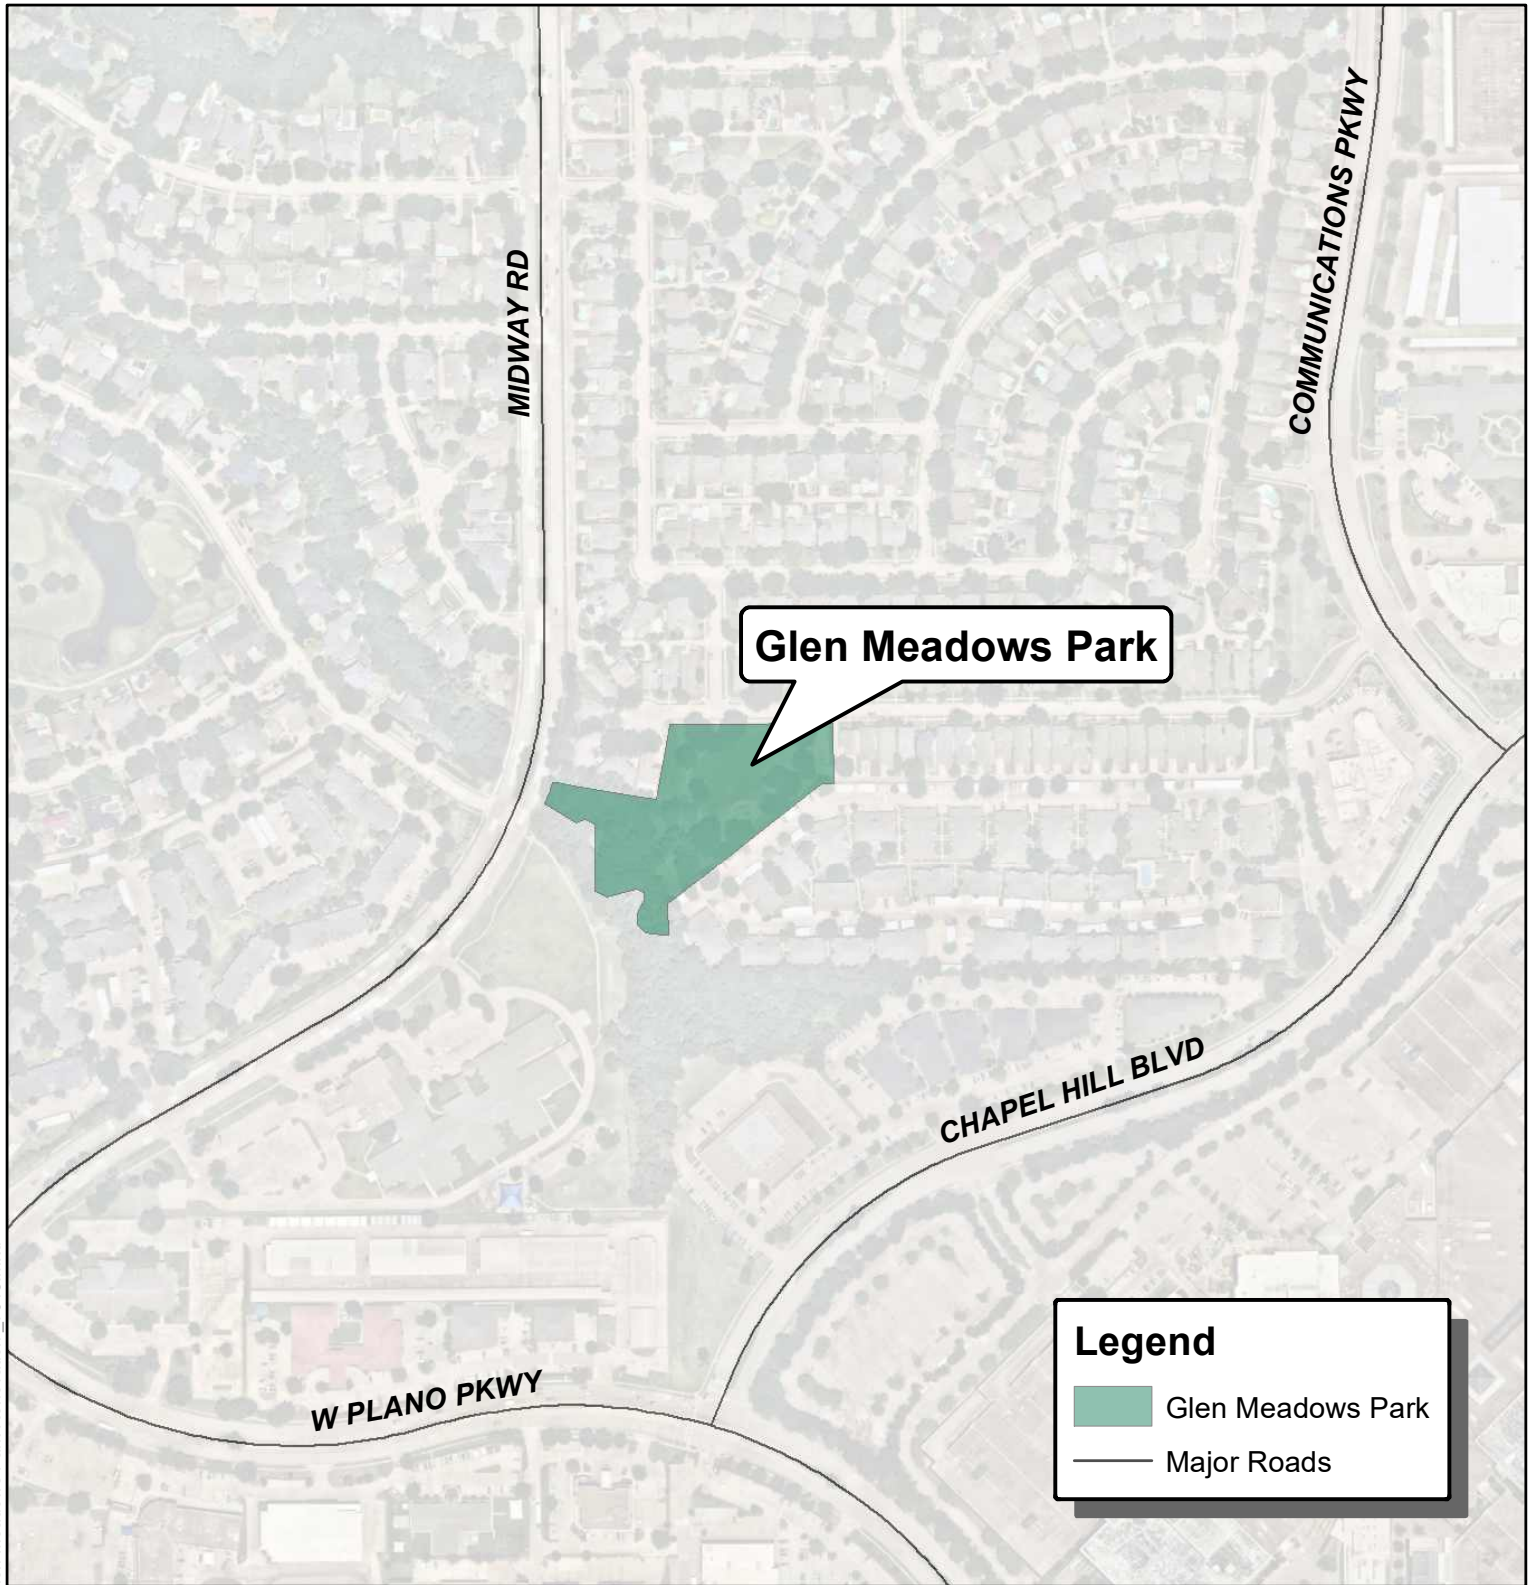 COMMUNICATIONS PKWY
MIDWAY RD
Glen Meadows Park
CHAPEL HILL BLVD
W PLANO PKWY
Legend
Glen Meadows Park
Major Roads